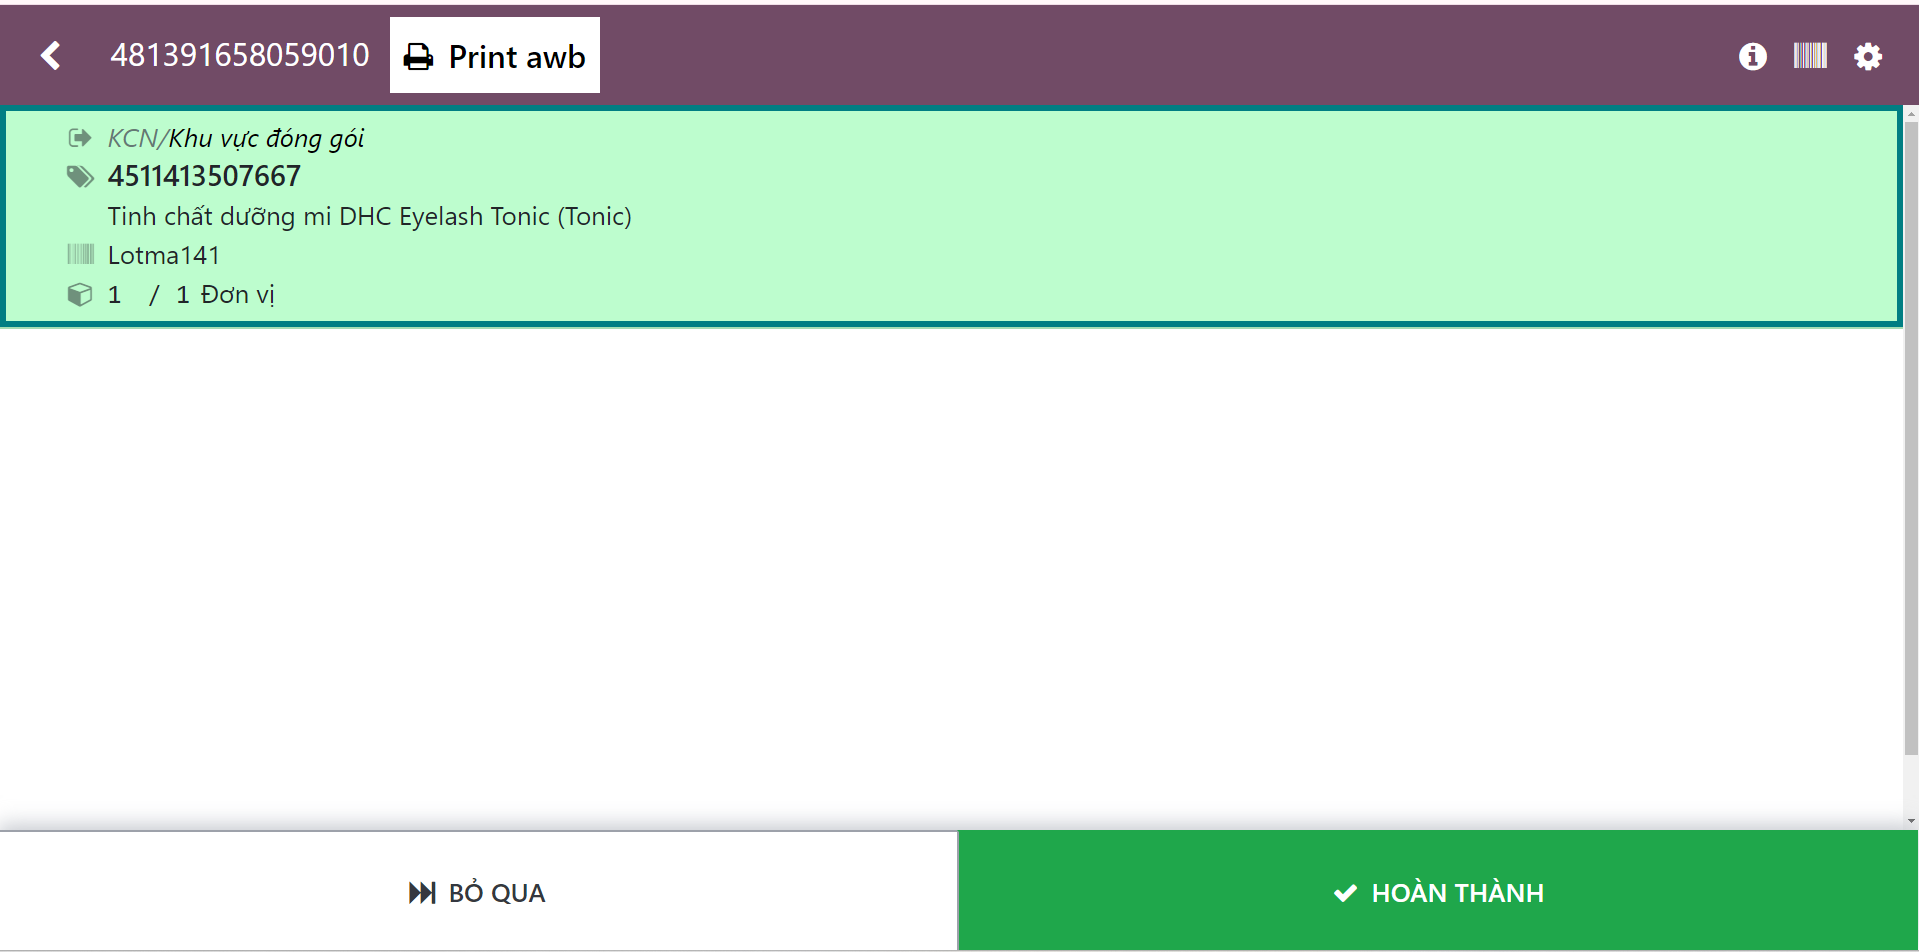 481391658059010 Print awb
KCN/Khu vực đóng gói
4511413507667
Tinh chất dưỡng mi DHC Eyelash Tonic (Tonic)
Lotma141
1 / 1 Đơn vị
BỎ QUA
HOÀN THÀNH